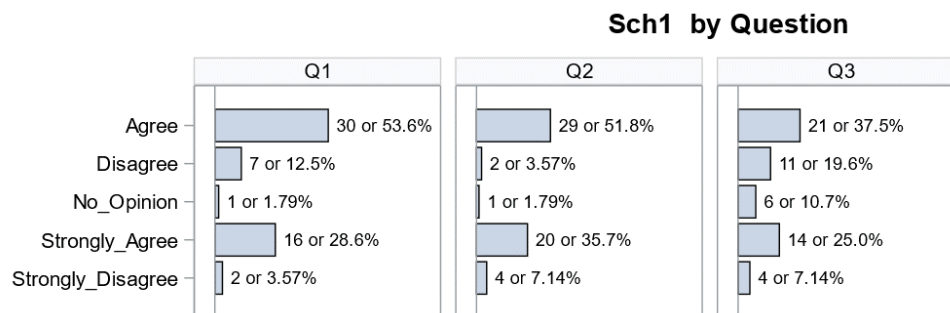 Sch1 by Question
Q1 Q2 Q3
Agree 30 or 53.6% 29 or 51.8% 21 or 37.5%
Disagree 7 or 12.5% 2 or 3.57% 11 or 19.6%
No_Opinion 1 or 1.79% 1 or 1.79% 6 or 10.7%
Strongly_Agree 16 or 28.6% 20 or 35.7% 14 or 25.0%
Strongly_Disagree 2 or 3.57% 4 or 7.14% 4 or 7.14%